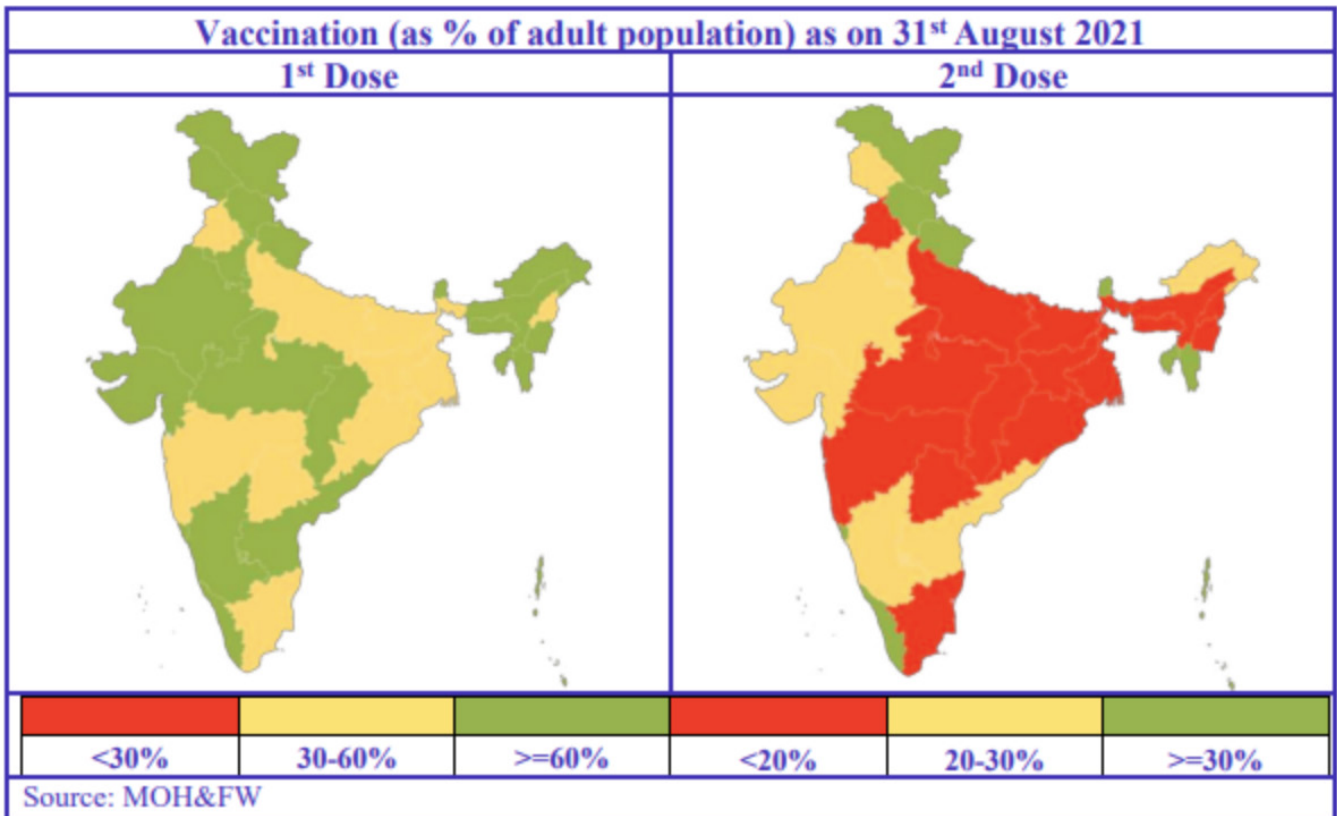 Vaccination (as % of adult population) as on 31st August 2021
1st Dose
2nd Dose
<30%
30-60%
>=60%
<20%
20-30%
>=30%
Source: MOH&FW